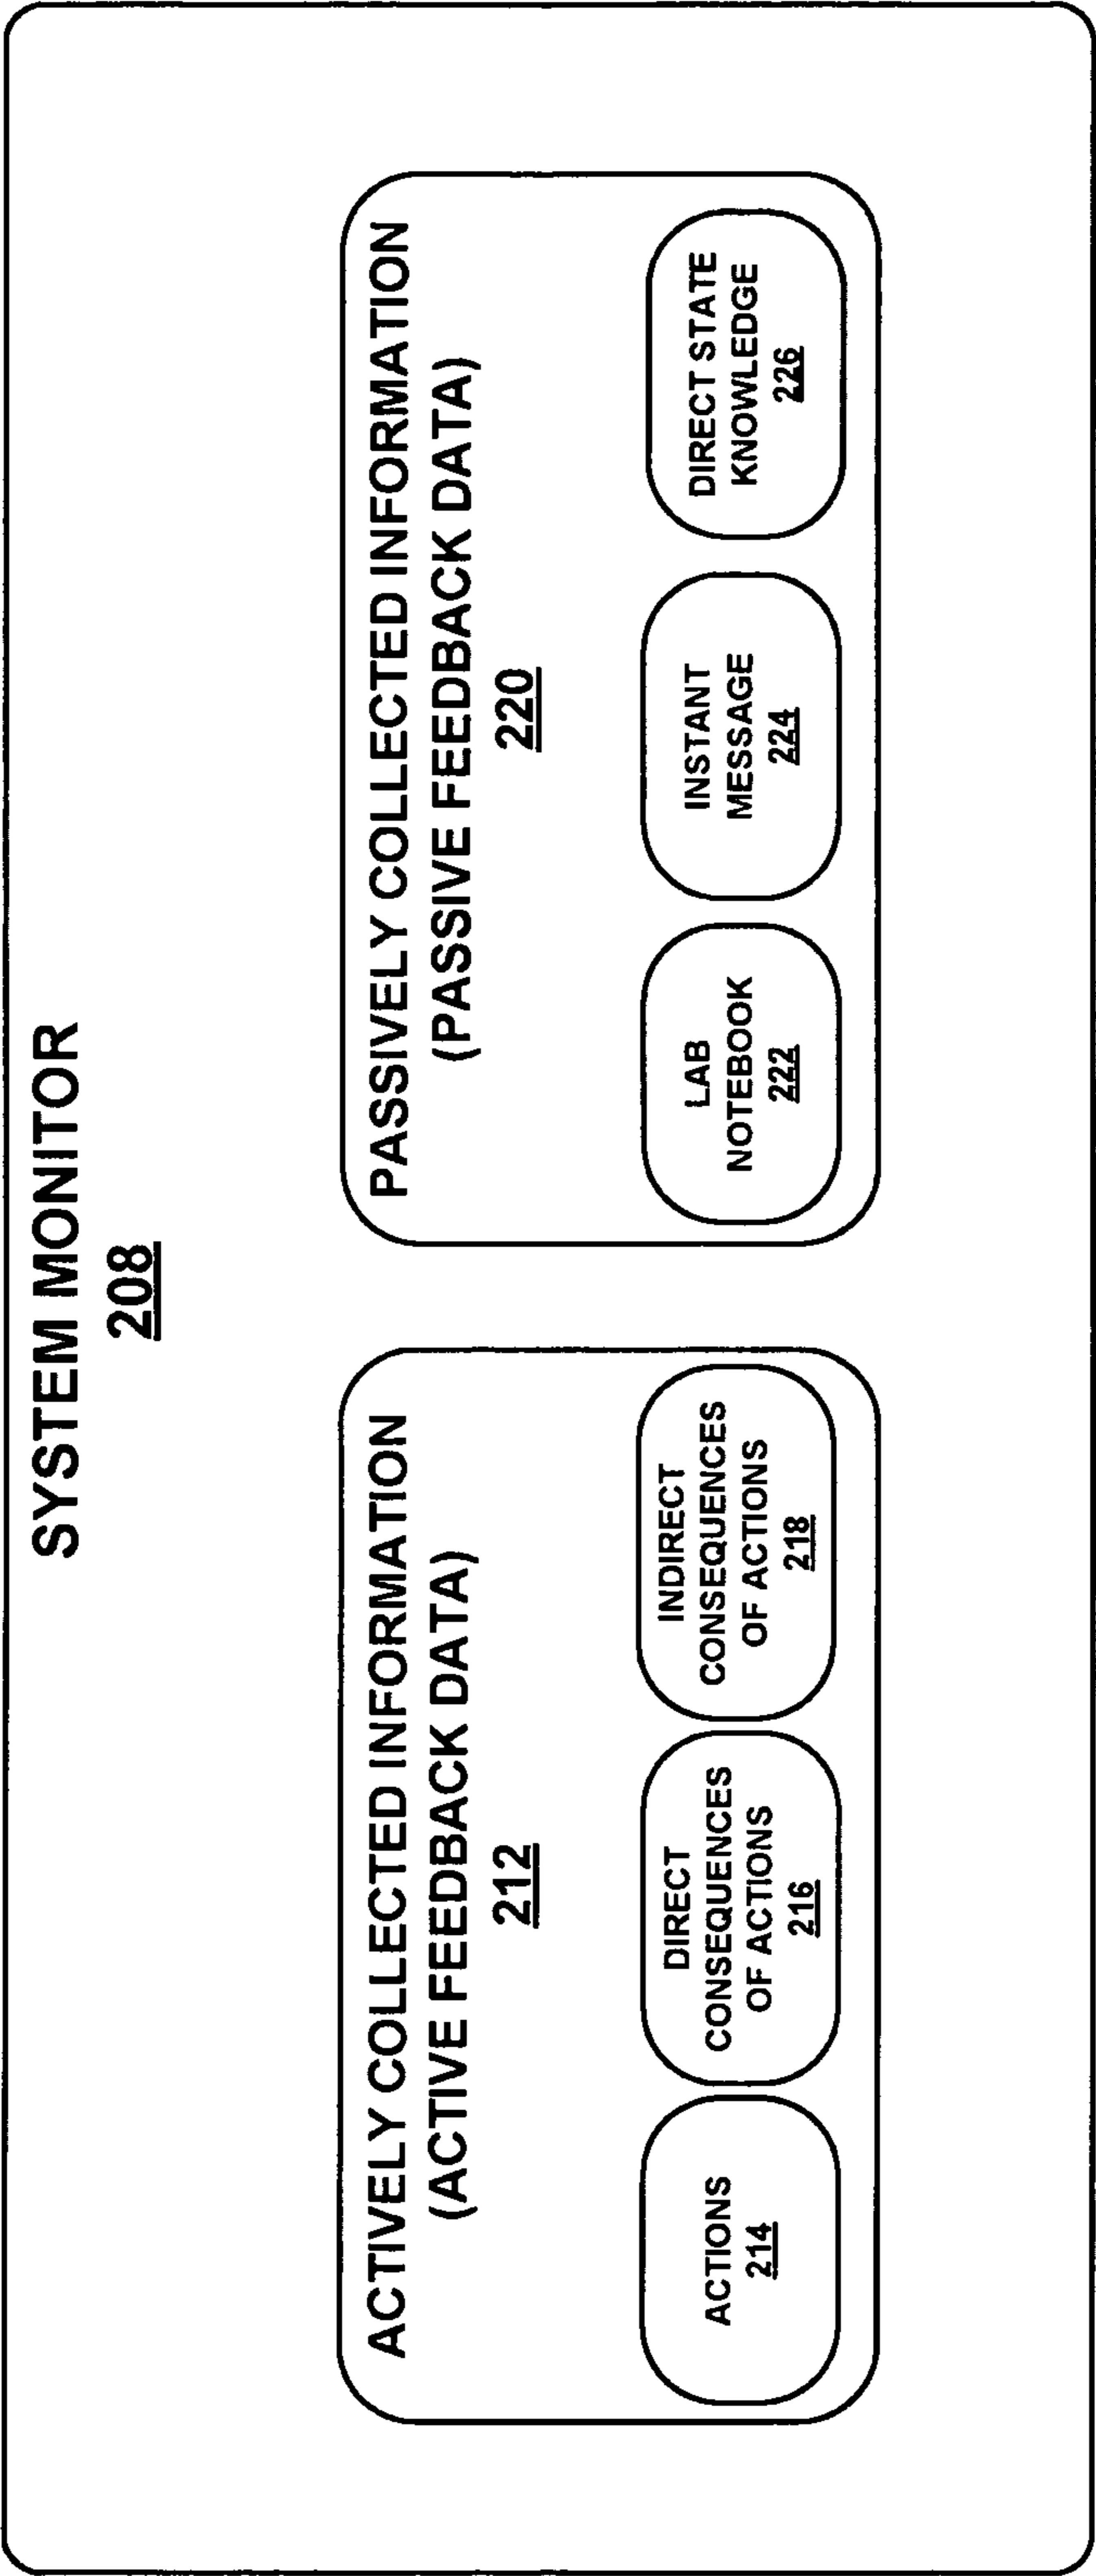 SYSTEM MONITOR
208
ACTIVELY COLLECTED INFORMATION
(ACTIVE FEEDBACK DATA)
212
ACTIONS
214
DIRECT
CONSEQUENCES
OF ACTIONS
216
INDIRECT
CONSEQUENCES
OF ACTIONS
218
PASSIVELY COLLECTED INFORMATION
(PASSIVE FEEDBACK DATA)
220
LAB
NOTEBOOK
222
INSTANT
MESSAGE
224
DIRECT STATE
KNOWLEDGE
226